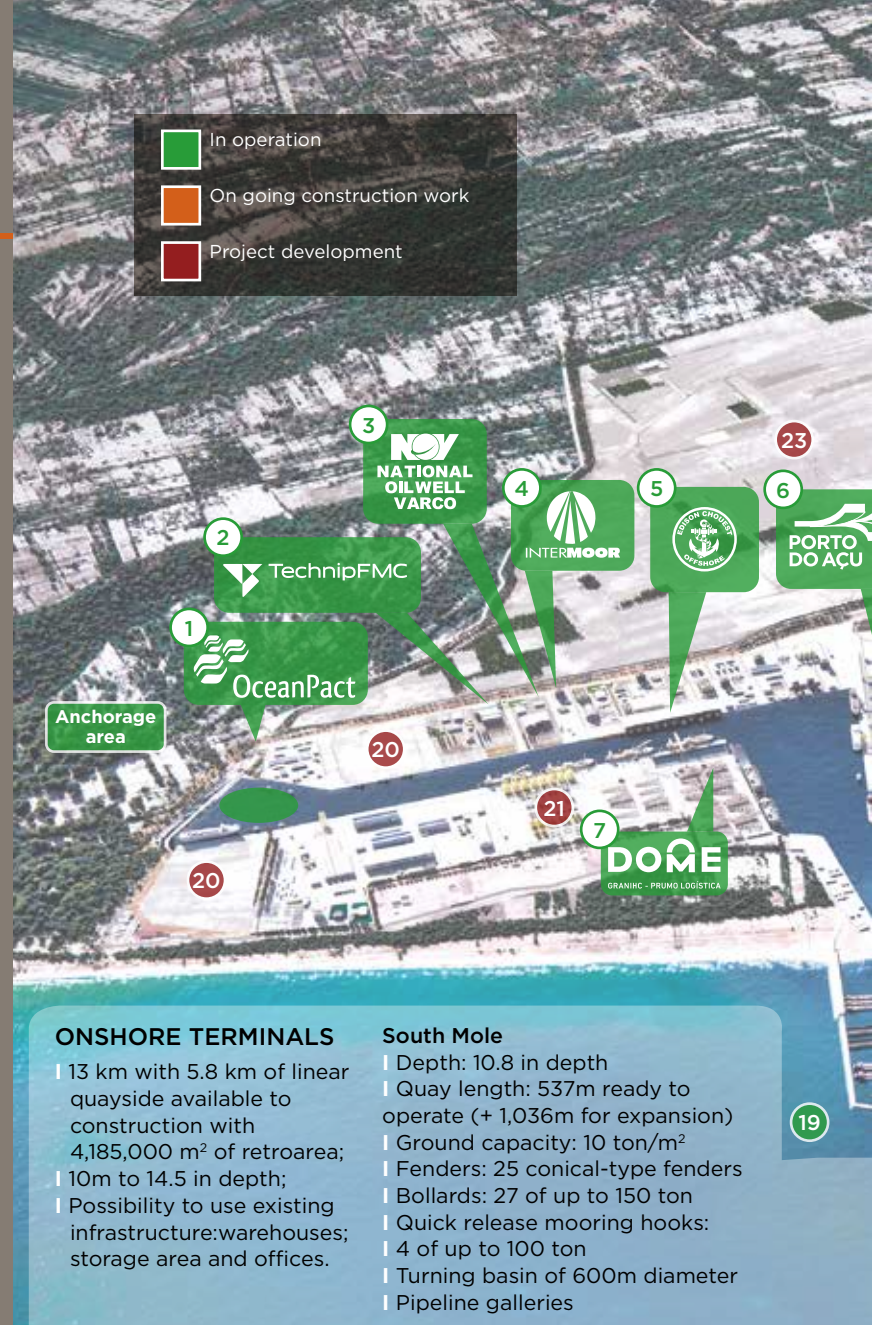 In operation
On going construction work
Project development
23
3
NOV
NATIONAL
OILWELL
VARCO
4
INTERMOOR
5
EDISON CHOUEST
OFFSHORE
6
PORTO
DO AÇU
2
TechnipFMC
1
OceanPact
Anchorage
area
20
21
7
DOME
GRANIHC - PRUMO LOGÍSTICA
20
19
ONSHORE TERMINALS
13 km with 5.8 km of linear
quayside available to
construction with
4,185,000 m² of retroarea;
10m to 14.5 in depth;
Possibility to use existing
infrastructure:warehouses;
storage area and offices.
South Mole
Depth: 10.8 in depth
Quay length: 537m ready to
operate (+ 1,036m for expansion)
Ground capacity: 10 ton/m²
Fenders: 25 conical-type fenders
Bollards: 27 of up to 150 ton
Quick release mooring hooks:
4 of up to 100 ton
Turning basin of 600m diameter
Pipeline galleries